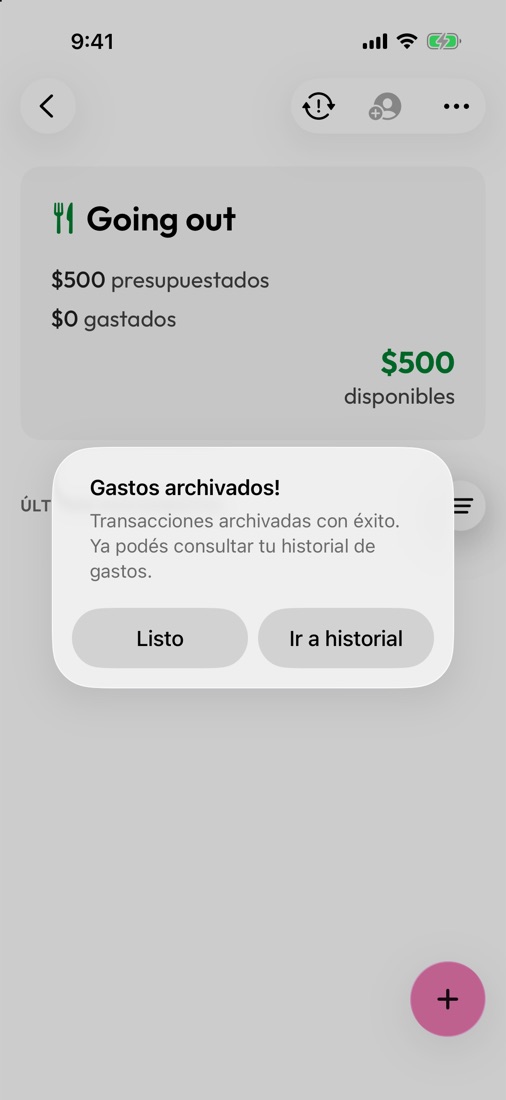 9:41
Going out
$500 presupuestados
$0 gastados
$500
disponibles
Gastos archivados!
Transacciones archivadas con éxito.
Ya podés consultar tu historial de
gastos.
Listo
Ir a historial